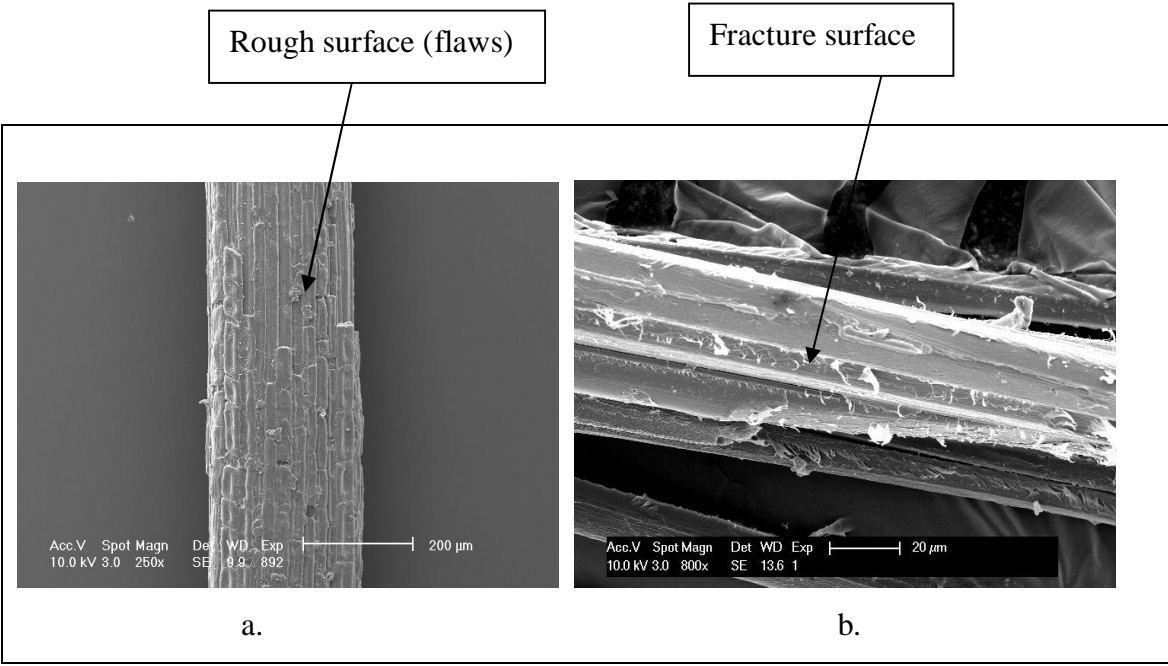 Rough surface (flaws)
Fracture surface
Acc.V Spot Magn Det WD Exp 200 µm
10.0 kV 3.0 250x SE 9.9 892
Acc.V Spot Magn Det WD Exp 20 µm
10.0 kV 3.0 800x SE 13.6 1
a.
b.